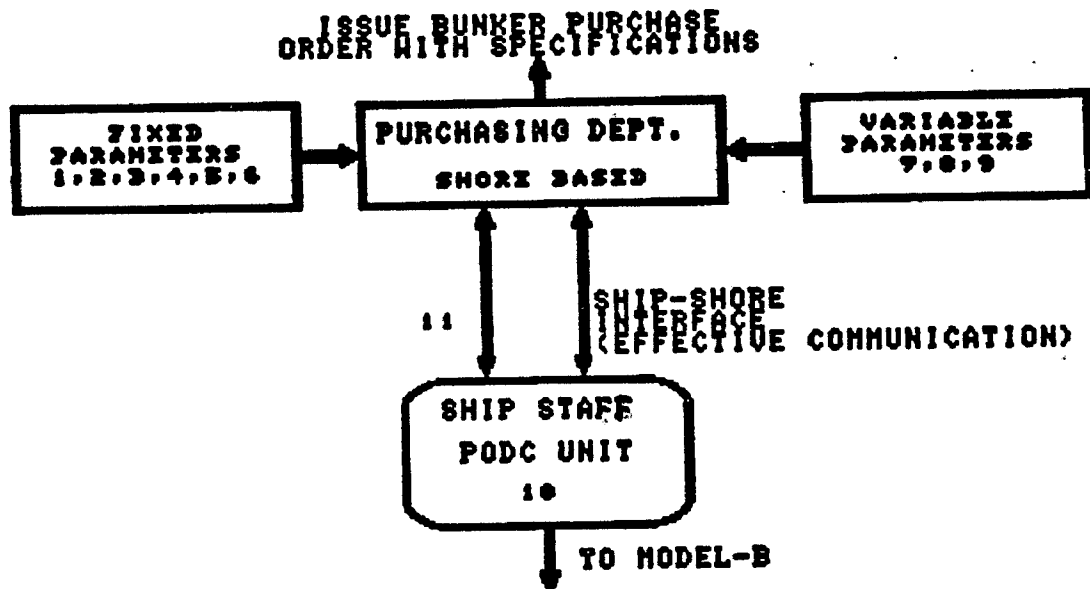 ISSUE BUNKER PURCHASE
ORDER WITH SPECIFICATIONS
FIXED
PARAMITIRS
1,2,3,4,5,6
PURCHASING DEPT.
SHORE BASED
VARIABLE
PARAMETERS
7,8,9
11
SHIP-SHORE
INTERFACE
(EFFECTIVE COMMUNICATION)
SHIP STAFF
PODC UNIT
10
TO MODEL-B